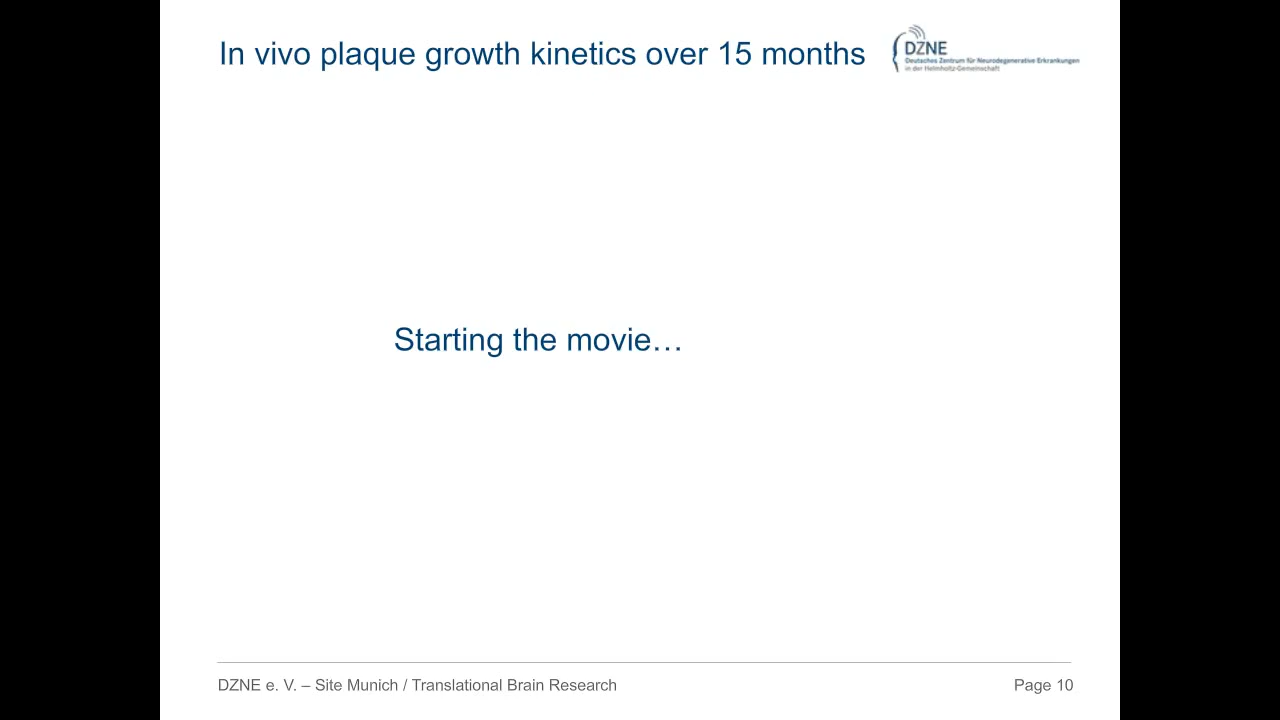 In vivo plaque growth kinetics over 15 months
DZNE
Deutsches Zentrum für Neurodegenerative Erkrankungen
in der Helmholtz-Gemeinschaft
Starting the movie…
DZNE e. V. – Site Munich / Translational Brain Research
Page 10